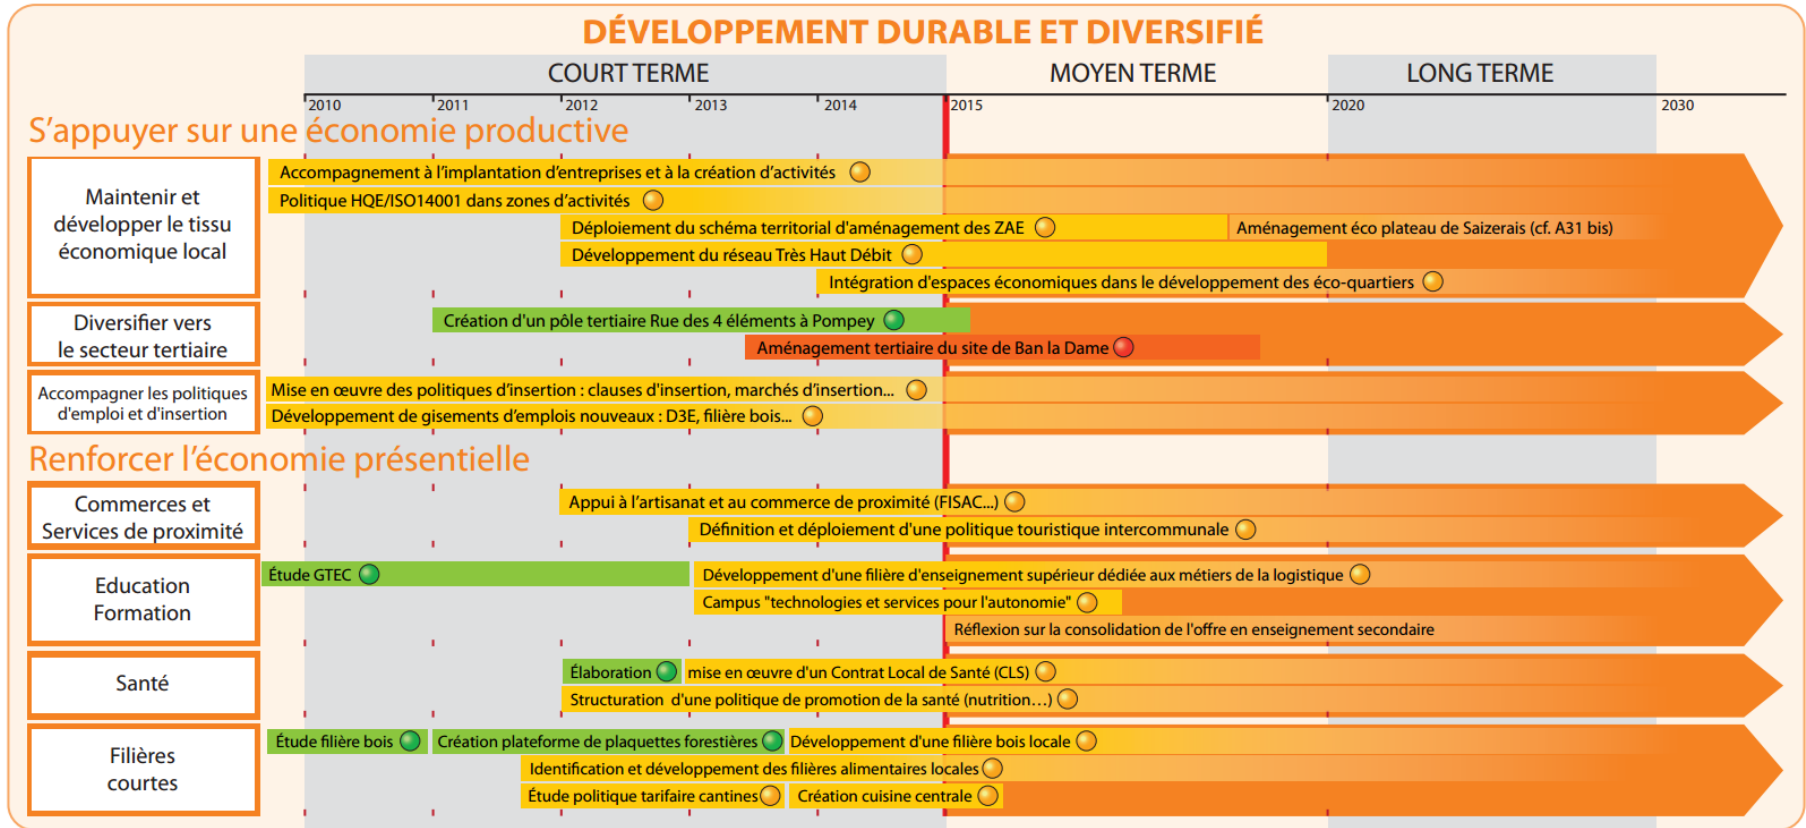 DÉVELOPPEMENT DURABLE ET DIVERSIFIÉ
COURT TERME MOYEN TERME LONG TERME
2010 2011 2012 2013 2014 2015 2020 2030
S’appuyer sur une économie productive
Maintenir et
développer le tissu
économique local
Accompagnement à l’implantation d’entreprises et à la création d’activités
Politique HQE/ISO14001 dans zones d’activités
Déploiement du schéma territorial d'aménagement des ZAE
Aménagement éco plateau de Saizerais (cf. A31 bis)
Développement du réseau Très Haut Débit
Intégration d'espaces économiques dans le développement des éco-quartiers
Diversifier vers
le secteur tertiaire
Création d'un pôle tertiaire Rue des 4 éléments à Pompey
Aménagement tertiaire du site de Ban la Dame
Accompagner les politiques
d'emploi et d'insertion
Mise en œuvre des politiques d’insertion : clauses d'insertion, marchés d’insertion...
Développement de gisements d’emplois nouveaux : D3E, filière bois...
Renforcer l’économie présentielle
Commerces et
Services de proximité
Appui à l’artisanat et au commerce de proximité (FISAC...)
Définition et déploiement d'une politique touristique intercommunale
Education
Formation
Étude GTEC
Développement d'une filière d'enseignement supérieur dédiée aux métiers de la logistique
Campus "technologies et services pour l'autonomie"
Réflexion sur la consolidation de l'offre en enseignement secondaire
Santé
Élaboration
mise en œuvre d'un Contrat Local de Santé (CLS)
Structuration d'une politique de promotion de la santé (nutrition…)
Filières
courtes
Étude filière bois
Création plateforme de plaquettes forestières
Développement d'une filière bois locale
Identification et développement des filières alimentaires locales
Étude politique tarifaire cantines
Création cuisine centrale